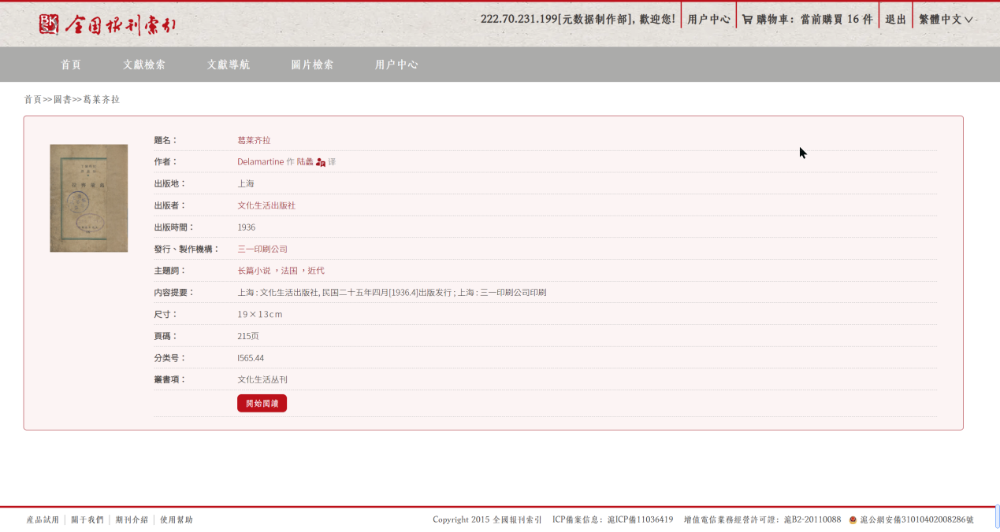 BK
全国报刊索引
222.70.231.199[元数据制作部], 歡迎您!
用户中心
購物車: 當前購買 16 件
退出
繁體中文
首頁 文獻檢索 文獻導航 圖片檢索 用户中心
首頁>>圖書>>葛莱齐拉
題名： 葛莱齐拉
作者： Delamartine 作 陆蠡 译
出版地： 上海
出版者： 文化生活出版社
出版時間： 1936
發行、製作機構： 三一印刷公司
主題詞： 长篇小说 ，法国 ，近代
内容提要： 上海 : 文化生活出版社, 民国二十五年四月[1936.4]出版发行 ; 上海 : 三一印刷公司印刷
尺寸： 19×13cm
頁碼： 215页
分类号： I565.44
叢書項： 文化生活丛刊
開始閱讀
産品試用 | 關于我們 | 期刊介紹 | 使用幫助
Copyright 2015 全國報刊索引 ICP備案信息: 滬ICP備11036419 增值電信業務經營許可證: 滬B2-20110088 滬公網安備31010402008286號